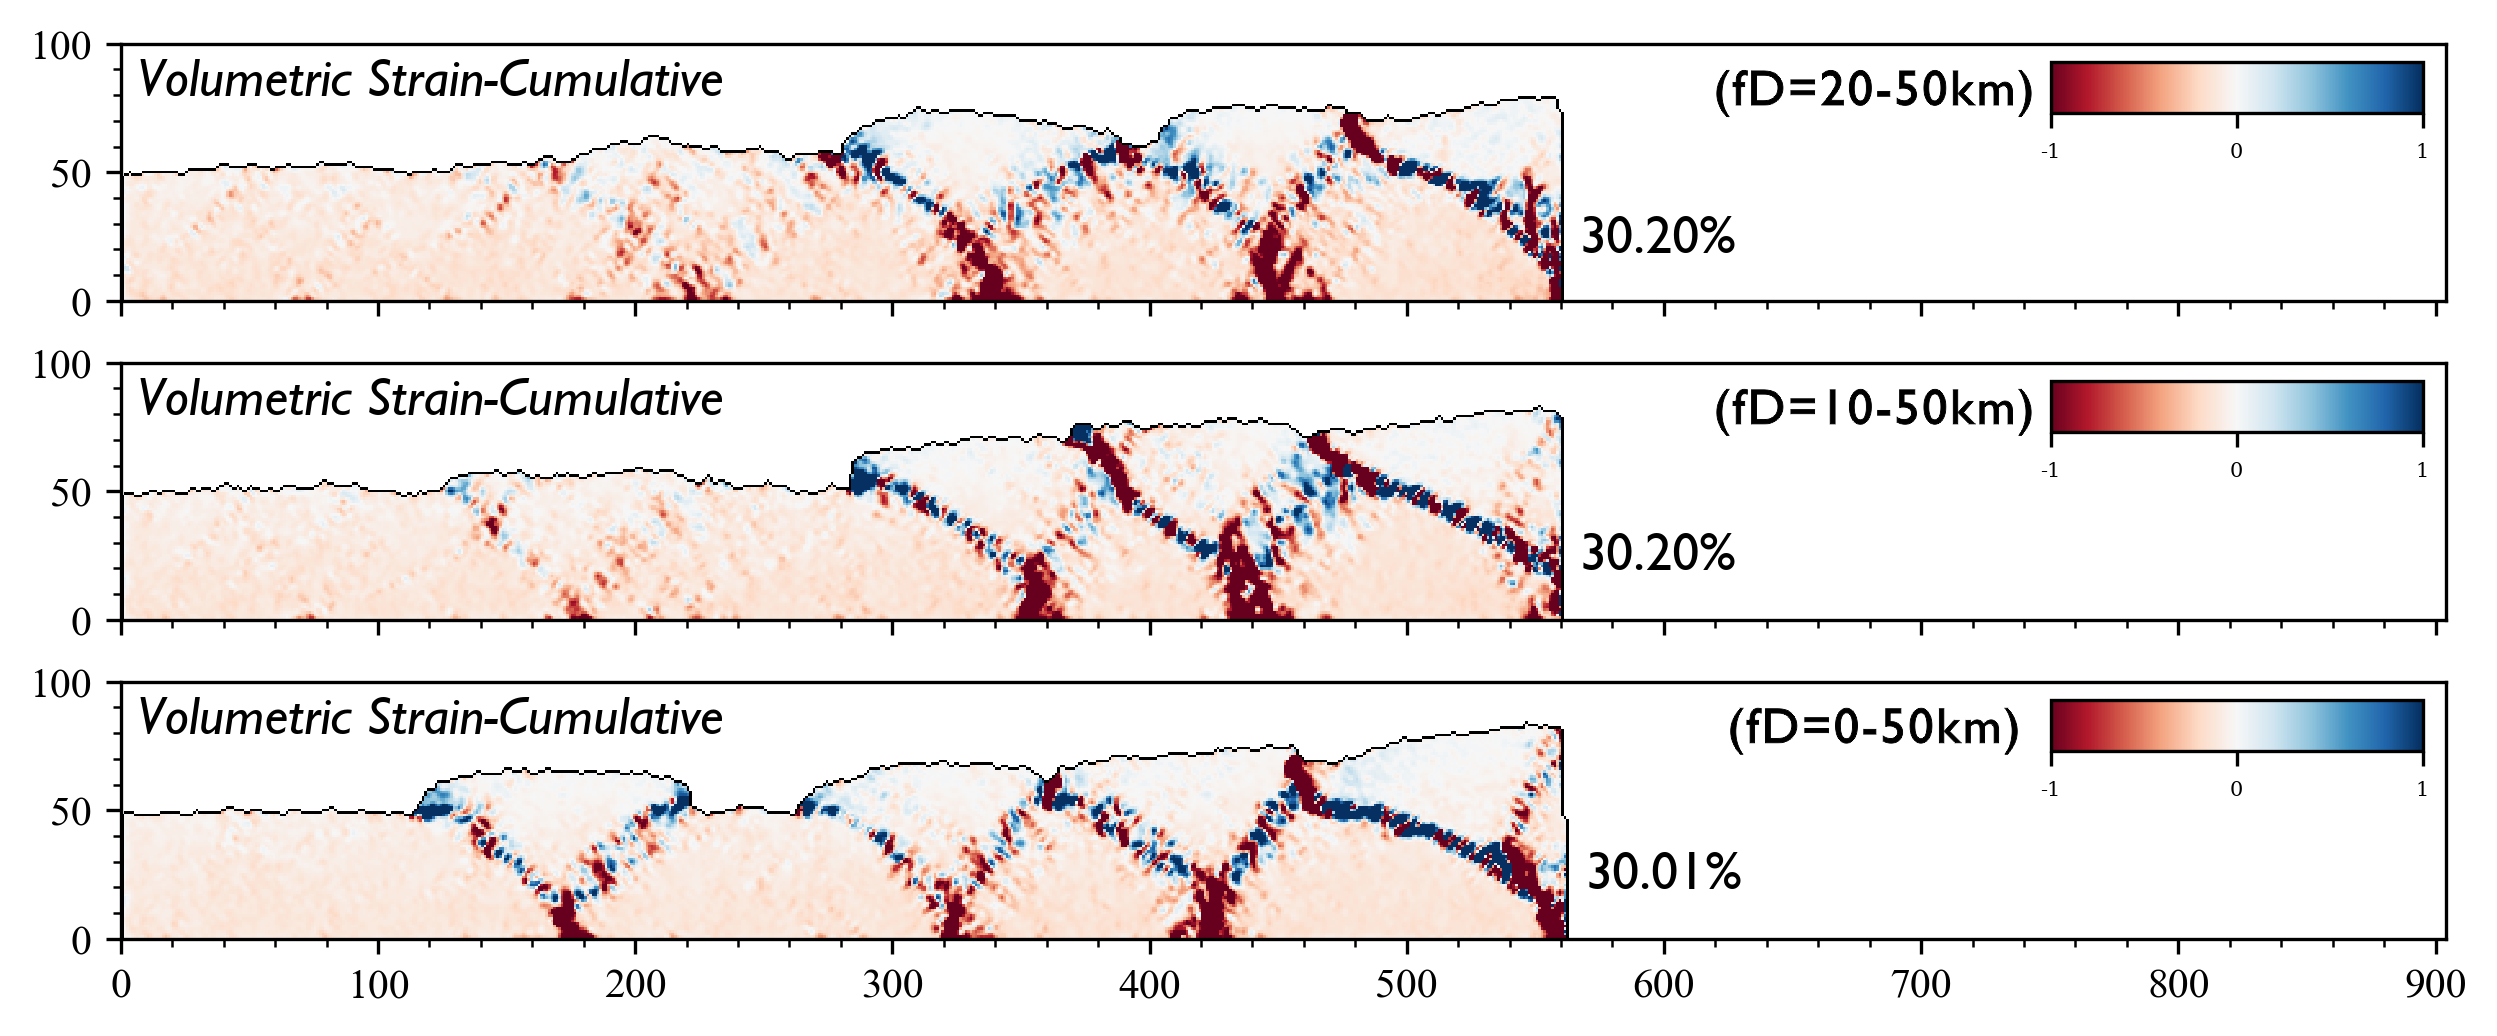 100
Volumetric Strain-Cumulative
(fD=20-50km)
-1 0 1
50
30.20%
0
100
Volumetric Strain-Cumulative
(fD=10-50km)
-1 0 1
50
30.20%
0
100
Volumetric Strain-Cumulative
(fD=0-50km)
-1 0 1
50
30.01%
0
0 100 200 300 400 500 600 700 800 900